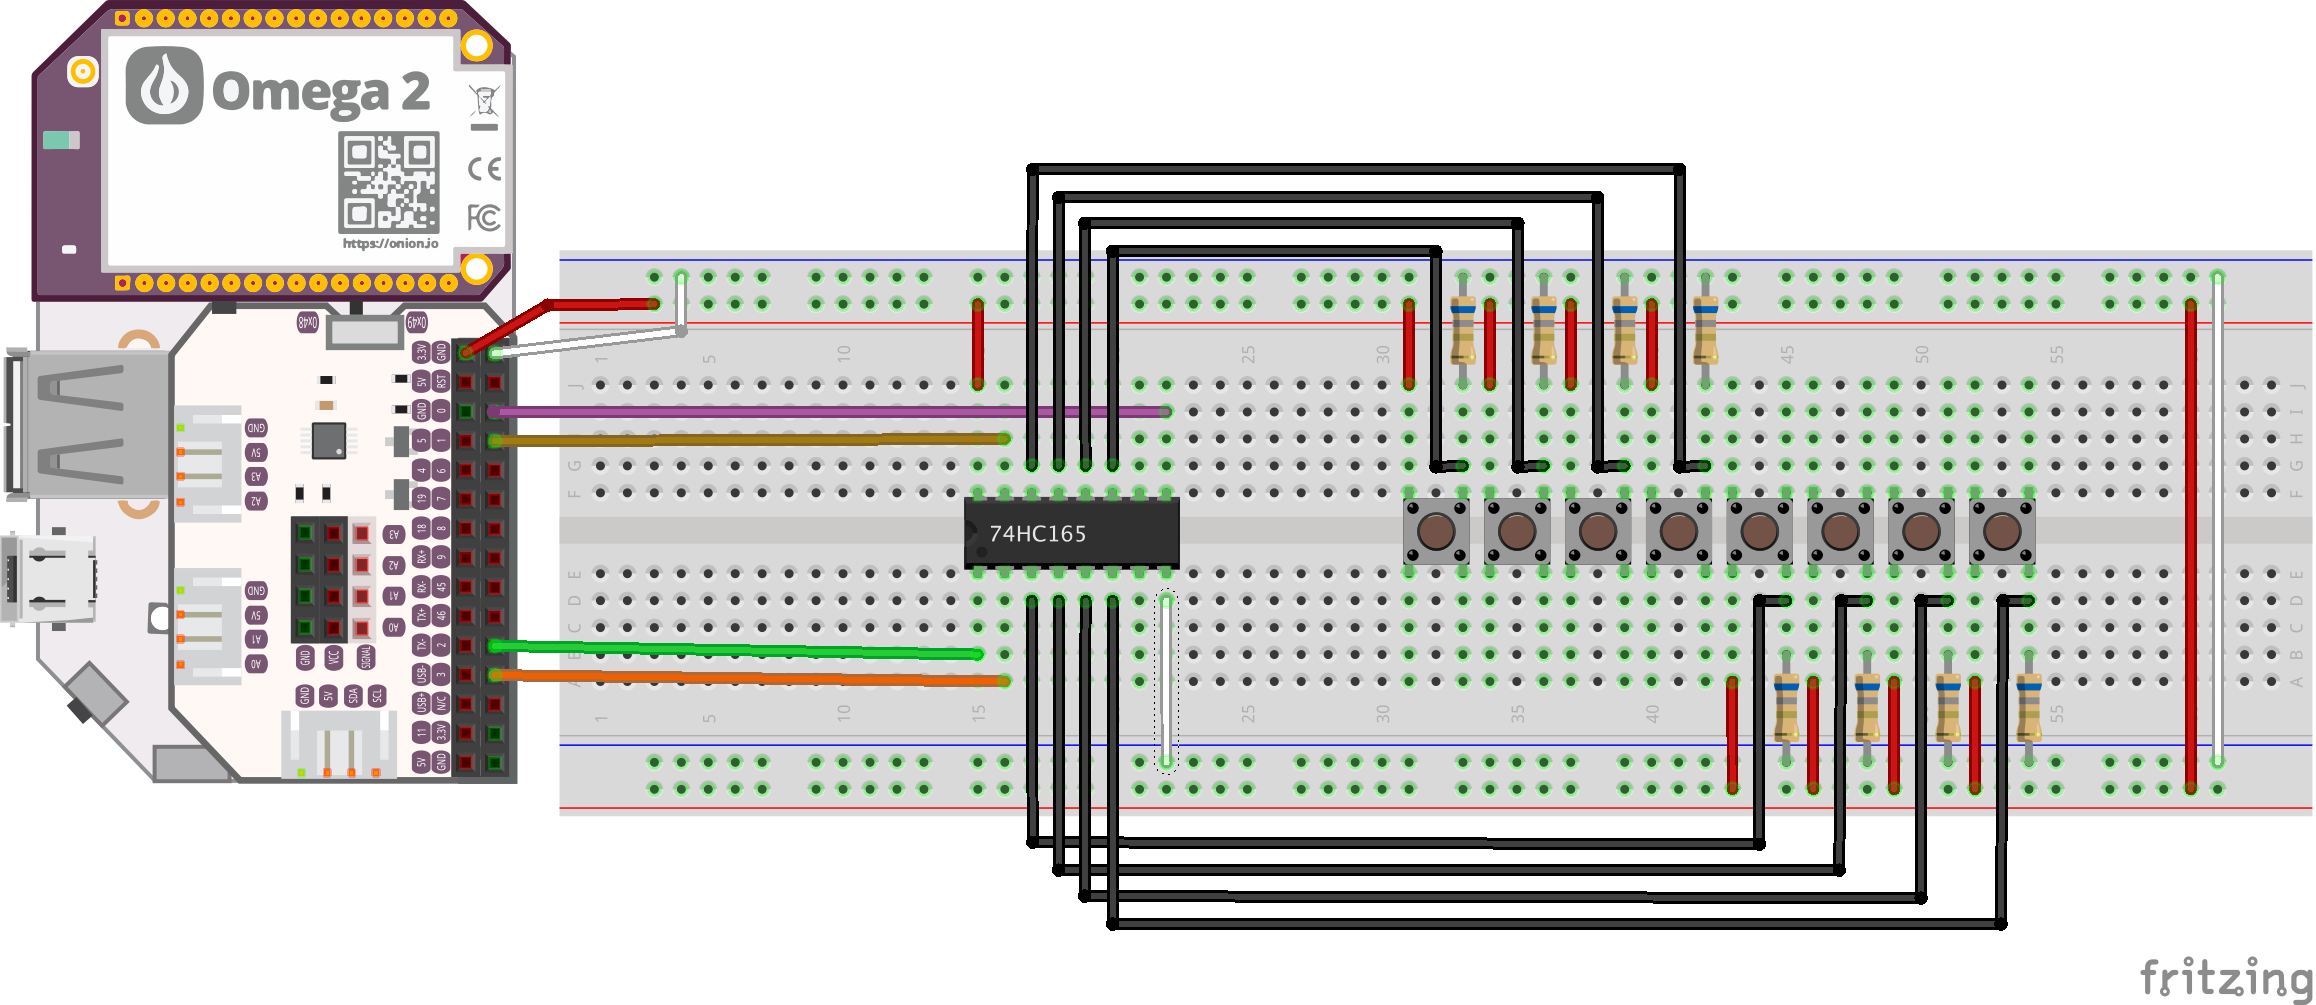 Omega 2
https://onion.io
CE
FC
0x48
0x49
3.3V GND
5V RST
GND 0
5 1
4 6
19 7
18 8
RX+ 9
RX- 45
TX+ 46
TX- 2
USB- 3
USB+ N/C
11 3.3V
5V GND
GND
5V
A3
A2
GND
5V
A1
A0
A3
A2
A1
A0
GND VCC SIGNAL
GND 5V SDA SCL
1 5 10 25 30 45 50 55
J J
I I
H H
G G
F F
74HC165
E E
D D
C C
B B
A A
1 5 10 15 25 30 35 40 55
fritzing